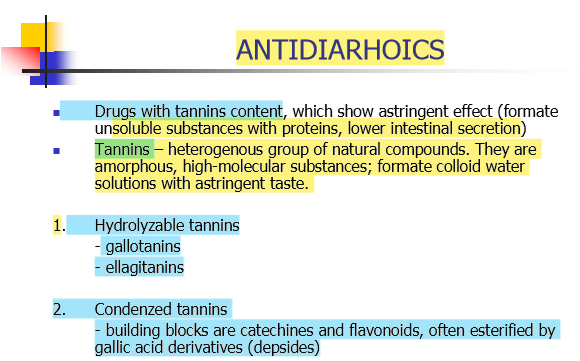 ANTIDIARHOICS
Drugs with tannins content, which show astringent effect (formate
unsoluble substances with proteins, lower intestinal secretion)
Tannins – heterogenous group of natural compounds. They are
amorphous, high-molecular substances; formate colloid water
solutions with astringent taste.
1. Hydrolyzable tannins
- gallotanins
- ellagitanins
2. Condenzed tannins
- building blocks are catechines and flavonoids, often esterified by
gallic acid derivatives (depsides)